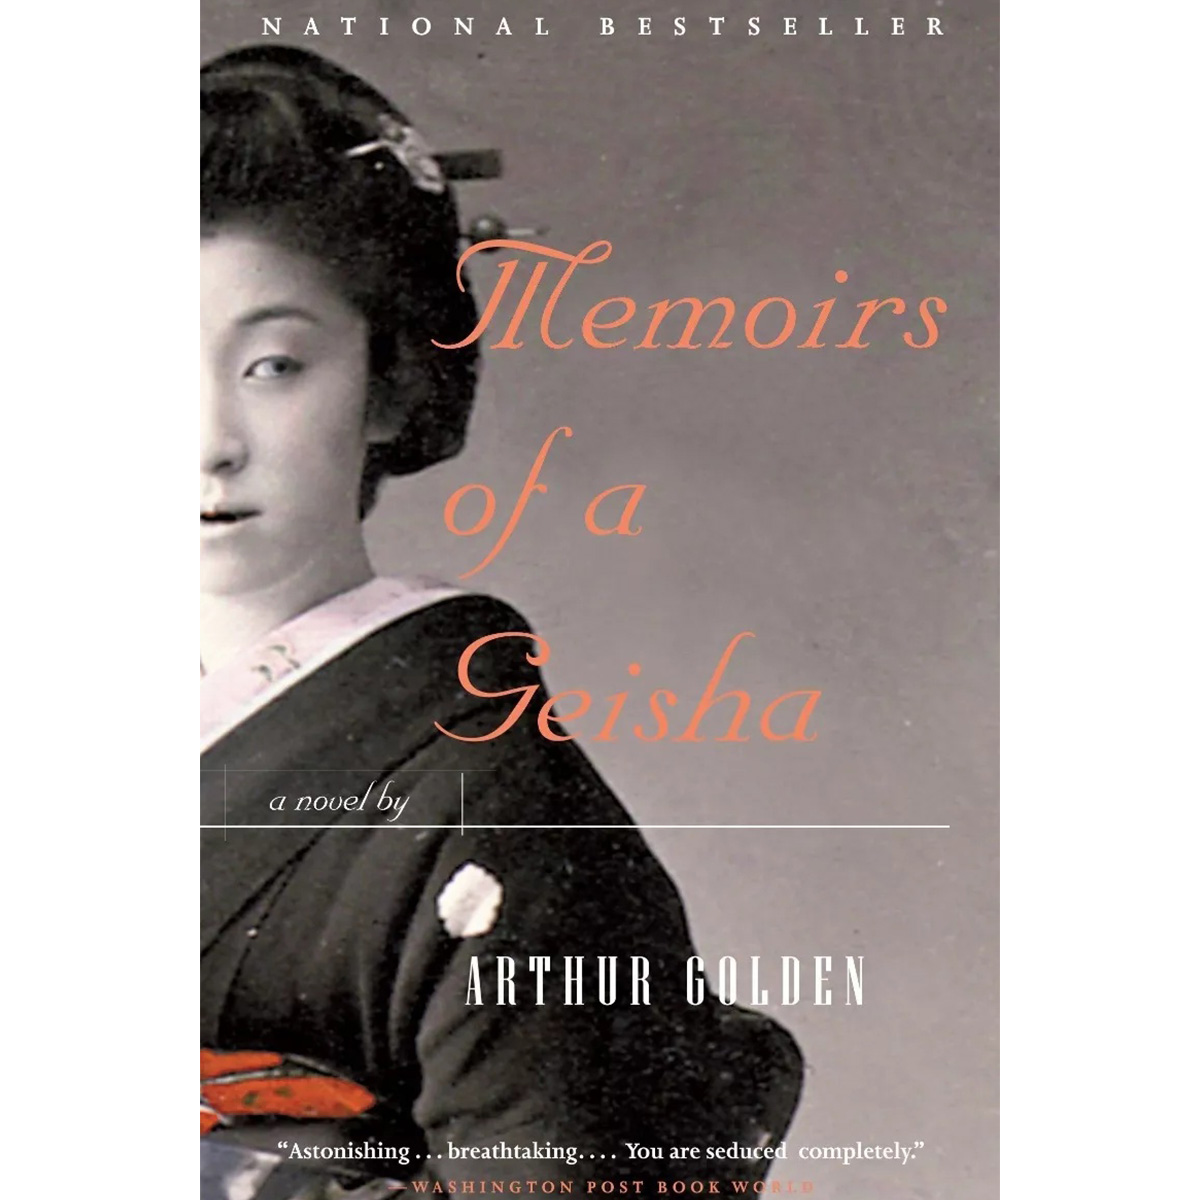 NATIONAL BESTSELLER
Memoirs
of a
Geisha
a novel by
ARTHUR GOLDEN
“Astonishing . . . breathtaking. . . . You are seduced completely.”
—WASHINGTON POST BOOK WORLD